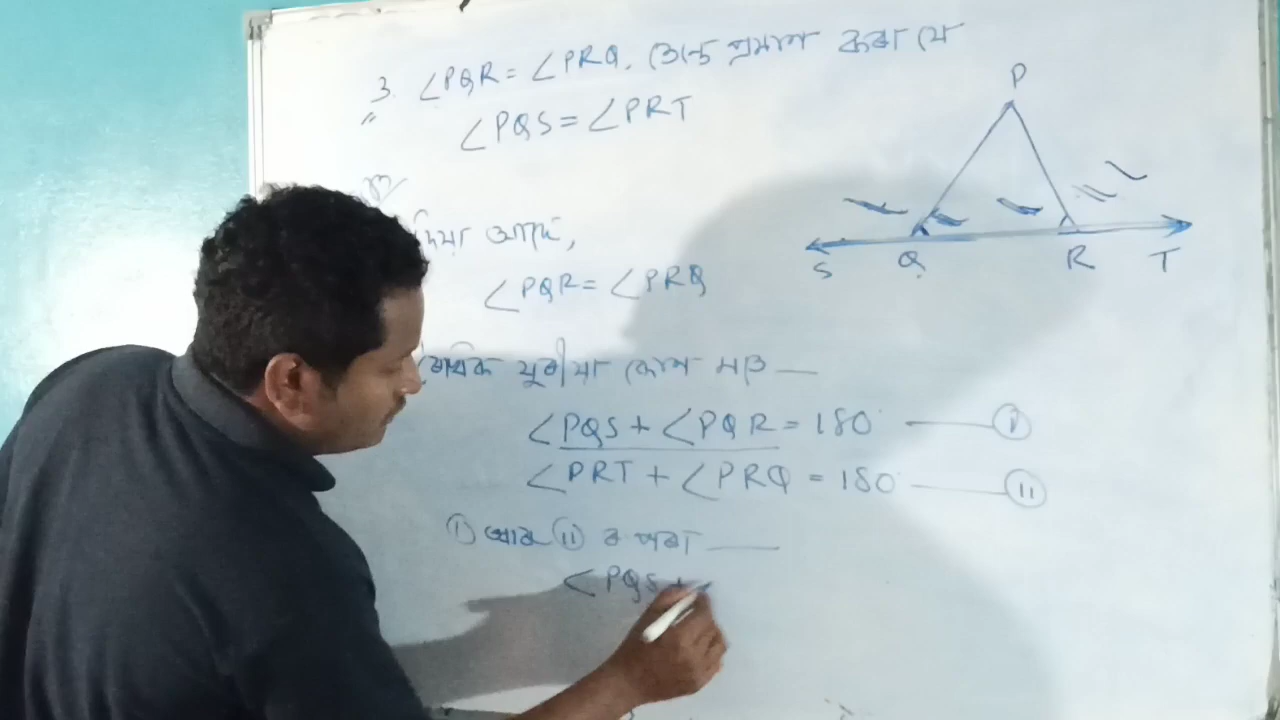 3. ∠PQR = ∠PRQ, তেন্তে প্ৰমাণ কৰা যে
∠PQS = ∠PRT
P
S Q R T
দিয়া আছে,
∠PQR = ∠PRQ
ৰৈখিক যুৰীয়া কোণ মতে —
∠PQS + ∠PQR = 180° — (I)
∠PRT + ∠PRQ = 180° — (II)
(I) আৰু (II) ৰ পৰা —
∠PQS +